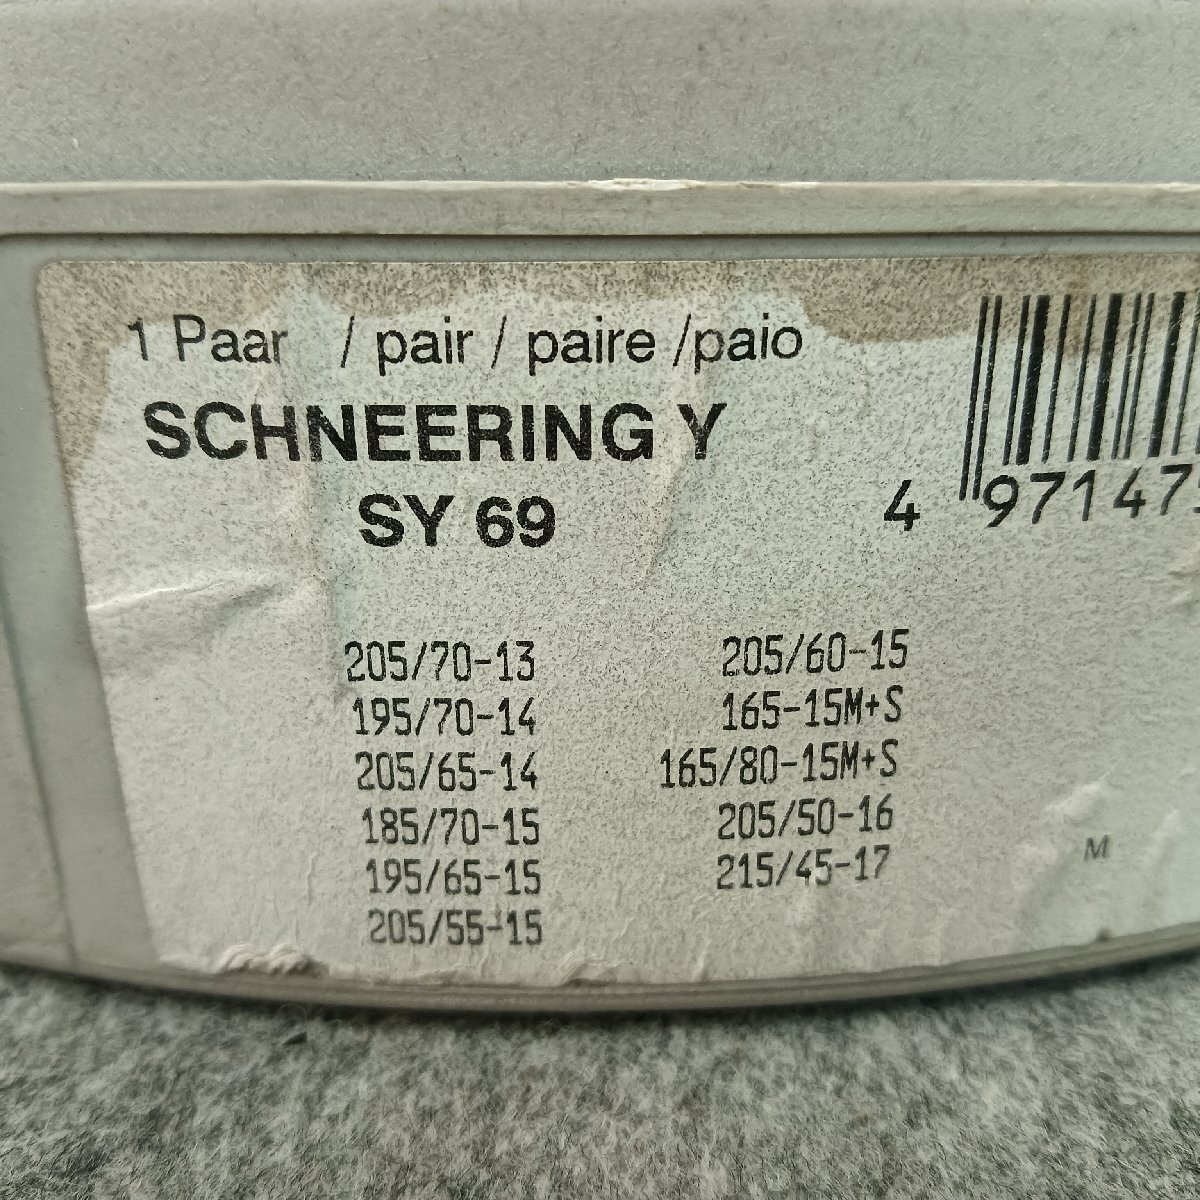 1 Paar / pair / paire /paio
SCHNEERING Y
SY 69
4 971475
205/70-13
195/70-14
205/65-14
185/70-15
195/65-15
205/55-15
205/60-15
165-15M+S
165/80-15M+S
205/50-16
215/45-17
M